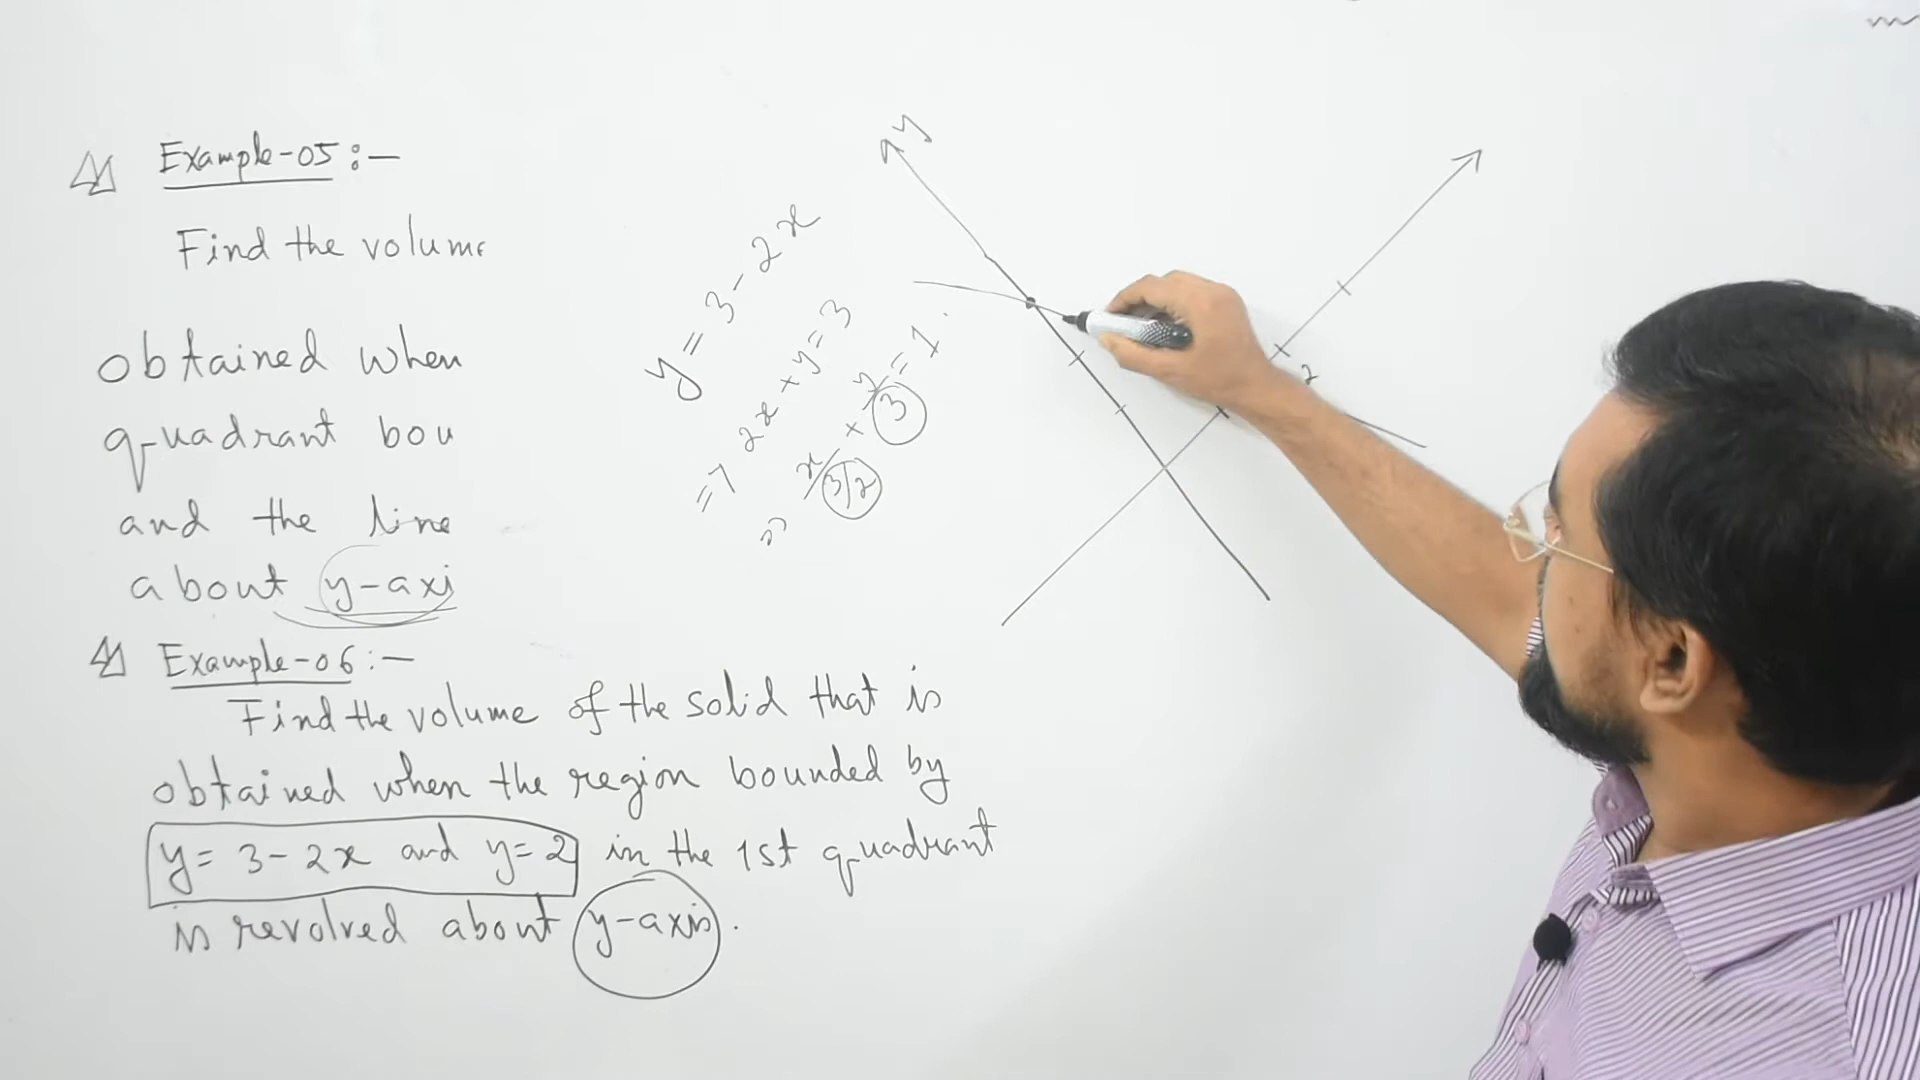 Example-05:-
Find the volume
obtained when
quadrant bou
and the line
about y-axi
Example-06:-
Find the volume of the solid that is
obtained when the region bounded by
y = 3 - 2x and y = 2 in the 1st quadrant
is revolved about y-axis.
y = 3 - 2x
=> 2x + y = 3
=> x/3/2 + y/3 = 1.
y
2